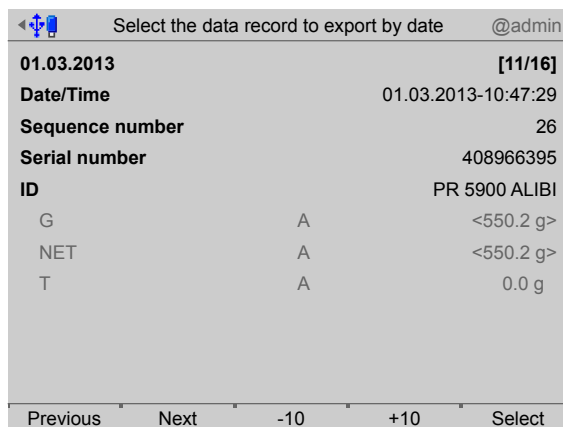 Select the data record to export by date @admin
01.03.2013 [11/16]
Date/Time 01.03.2013-10:47:29
Sequence number 26
Serial number 408966395
ID PR 5900 ALIBI
G A <550.2 g>
NET A <550.2 g>
T A 0.0 g
Previous Next -10 +10 Select